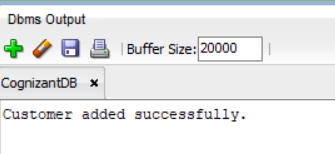 Dbms Output
Buffer Size: 20000
CognizantDB
Customer added successfully.